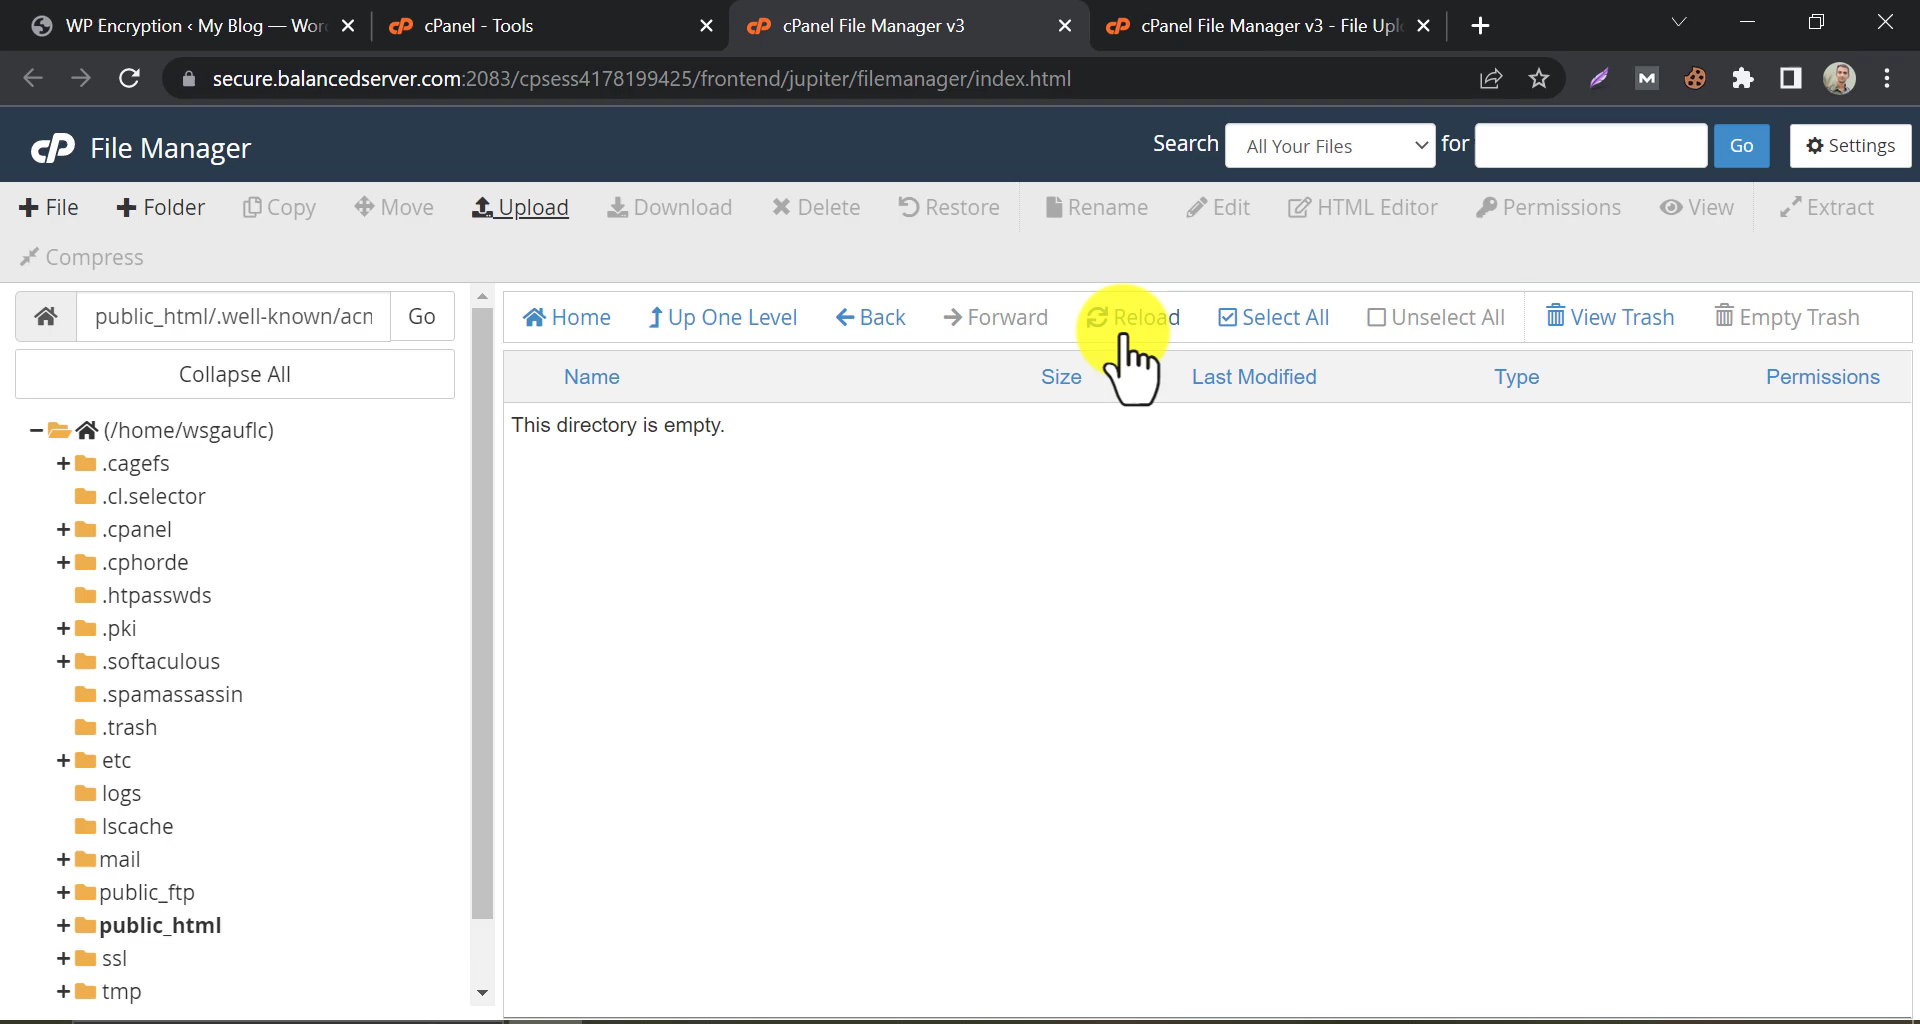 WP Encryption ‹ My Blog — Wor
cPanel - Tools
cPanel File Manager v3
cPanel File Manager v3 - File Upl
secure.balancedserver.com:2083/cpsess4178199425/frontend/jupiter/filemanager/index.html
cP File Manager
Search All Your Files for Go Settings
File Folder Copy Move Upload Download Delete Restore Rename Edit HTML Editor Permissions View Extract
Compress
public_html/.well-known/acm Go
Home Up One Level Back Forward Reload Select All Unselect All View Trash Empty Trash
Collapse All
Name Size Last Modified Type Permissions
This directory is empty.
(/home/wsgauflc)
.cagefs
.cl.selector
.cpanel
.cphorde
.htpasswds
.pki
.softaculous
.spamassassin
.trash
etc
logs
lscache
mail
public_ftp
public_html
ssl
tmp